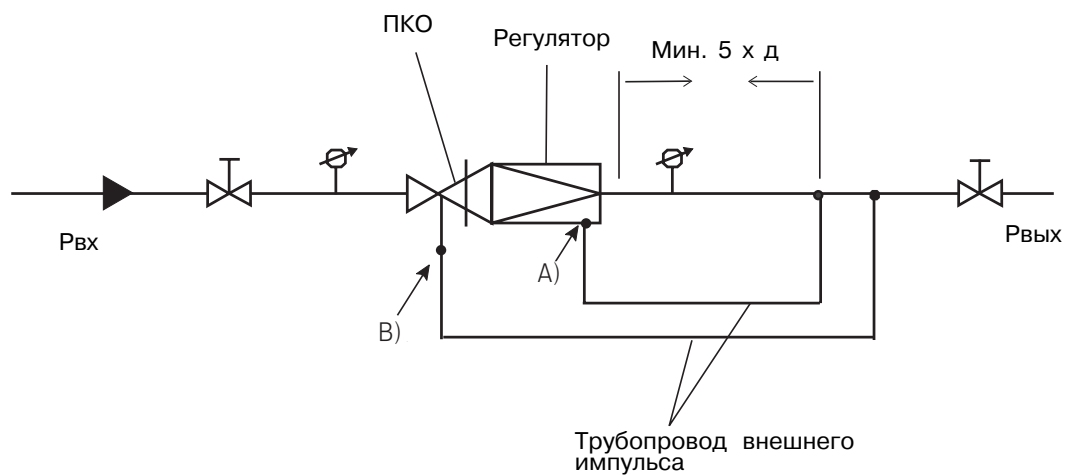 ПКО
Регулятор
Мин. 5 х д
Рвх
Рвых
А)
В)
Трубопровод внешнего
импульса